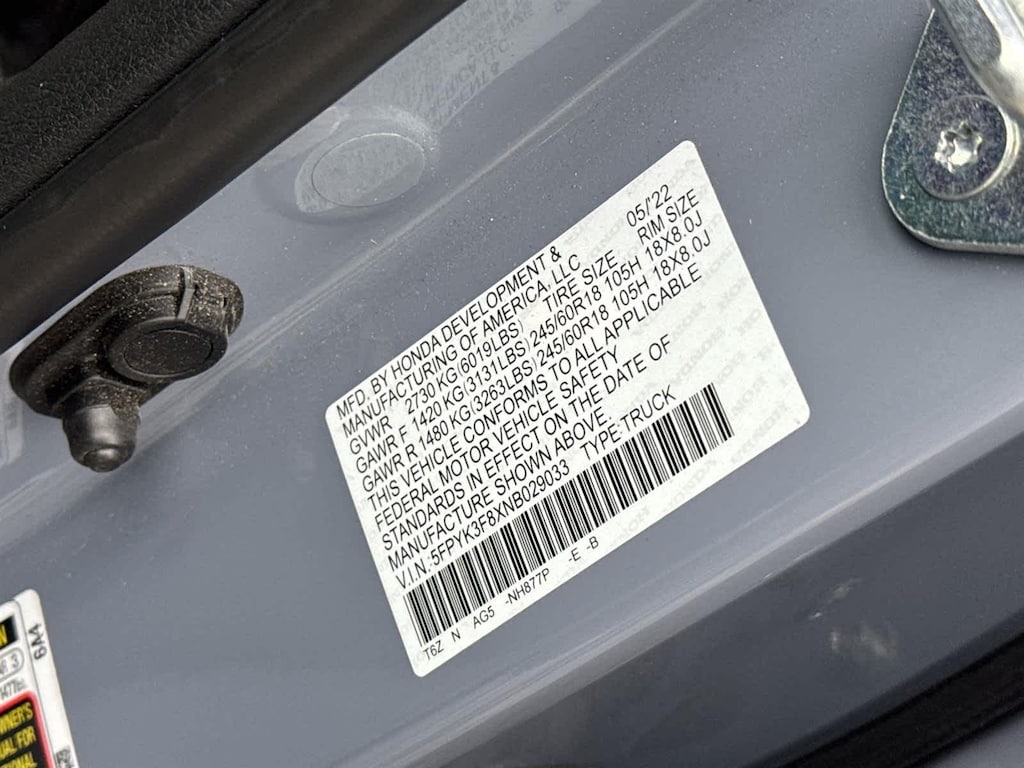 MFD. BY HONDA DEVELOPMENT &
MANUFACTURING OF AMERICA, LLC 05/'22
GVWR 2730 KG (6019LBS) TIRE SIZE RIM SIZE
GAWR F 1420 KG (3131LBS) 245/60R18 105H 18X8.0J
GAWR R 1480 KG (3263LBS) 245/60R18 105H 18X8.0J
THIS VEHICLE CONFORMS TO ALL APPLICABLE
FEDERAL MOTOR VEHICLE SAFETY
STANDARDS IN EFFECT ON THE DATE OF
MANUFACTURE SHOWN ABOVE.
V.I.N.:5FPYK3F8XNB029033 TYPE:TRUCK
T6Z N AG5 -NH877P -E -B
6M4
3